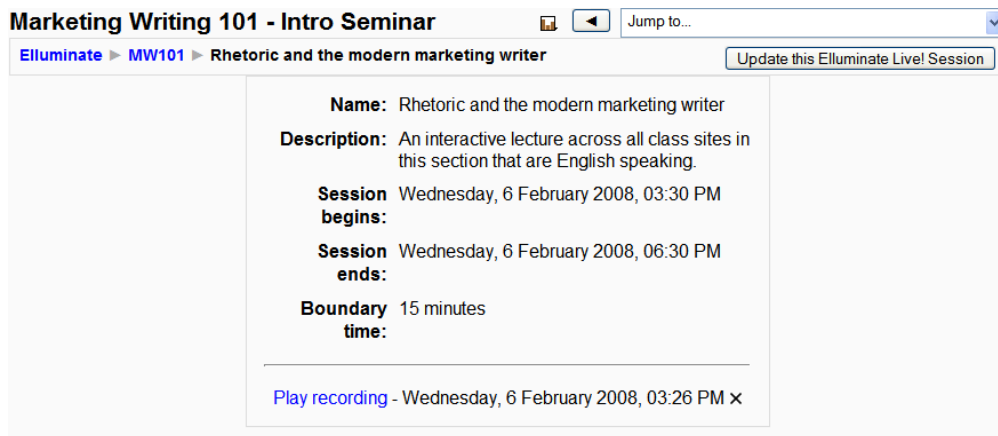 Marketing Writing 101 - Intro Seminar
Jump to...
Elluminate ► MW101 ► Rhetoric and the modern marketing writer
Update this Elluminate Live! Session
Name: Rhetoric and the modern marketing writer
Description: An interactive lecture across all class sites in
this section that are English speaking.
Session Wednesday, 6 February 2008, 03:30 PM
begins:
Session Wednesday, 6 February 2008, 06:30 PM
ends:
Boundary 15 minutes
time:
Play recording - Wednesday, 6 February 2008, 03:26 PM ×